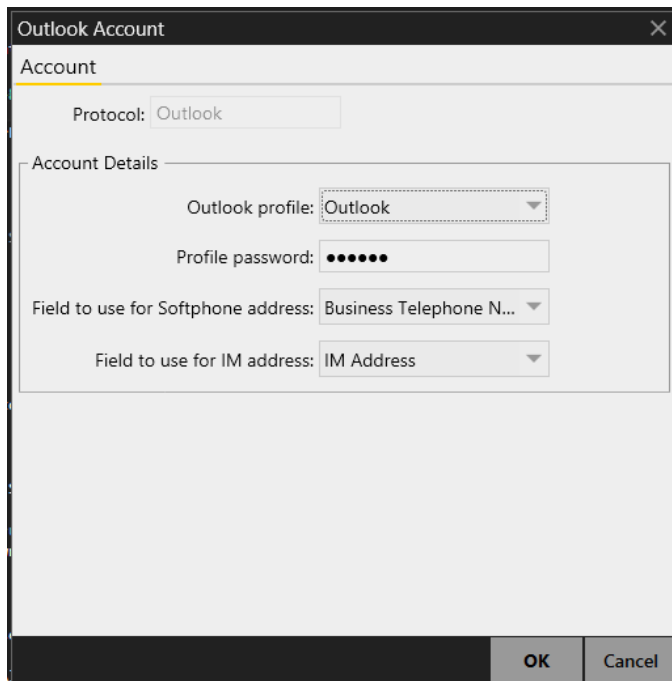 Outlook Account
Account
Protocol: Outlook
Account Details
Outlook profile: Outlook
Profile password: ●●●●●●
Field to use for Softphone address: Business Telephone N...
Field to use for IM address: IM Address
OK Cancel